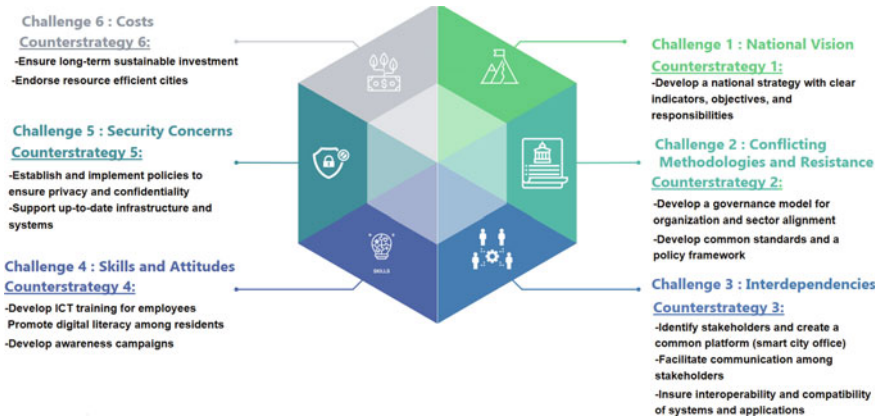 Challenge 6 : Costs
Counterstrategy 6:
-Ensure long-term sustainable investment
-Endorse resource efficient cities
Challenge 5 : Security Concerns
Counterstrategy 5:
-Establish and implement policies to
ensure privacy and confidentiality
-Support up-to-date infrastructure and
systems
Challenge 4 : Skills and Attitudes
Counterstrategy 4:
-Develop ICT training for employees
Promote digital literacy among residents
-Develop awareness campaigns
SKILLS
Challenge 1 : National Vision
Counterstrategy 1:
-Develop a national strategy with clear
indicators, objectives, and
responsibilities
Challenge 2 : Conflicting
Methodologies and Resistance
Counterstrategy 2:
-Develop a governance model for
organization and sector alignment
-Develop common standards and a
policy framework
Challenge 3 : Interdependencies
Counterstrategy 3:
-Identify stakeholders and create a
common platform (smart city office)
-Facilitate communication among
stakeholders
-Insure interoperability and compatibility
of systems and applications